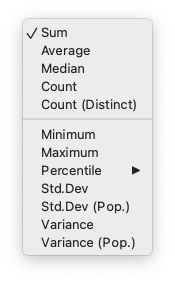 ✓ Sum
Average
Median
Count
Count (Distinct)
Minimum
Maximum
Percentile ▶
Std.Dev
Std.Dev (Pop.)
Variance
Variance (Pop.)